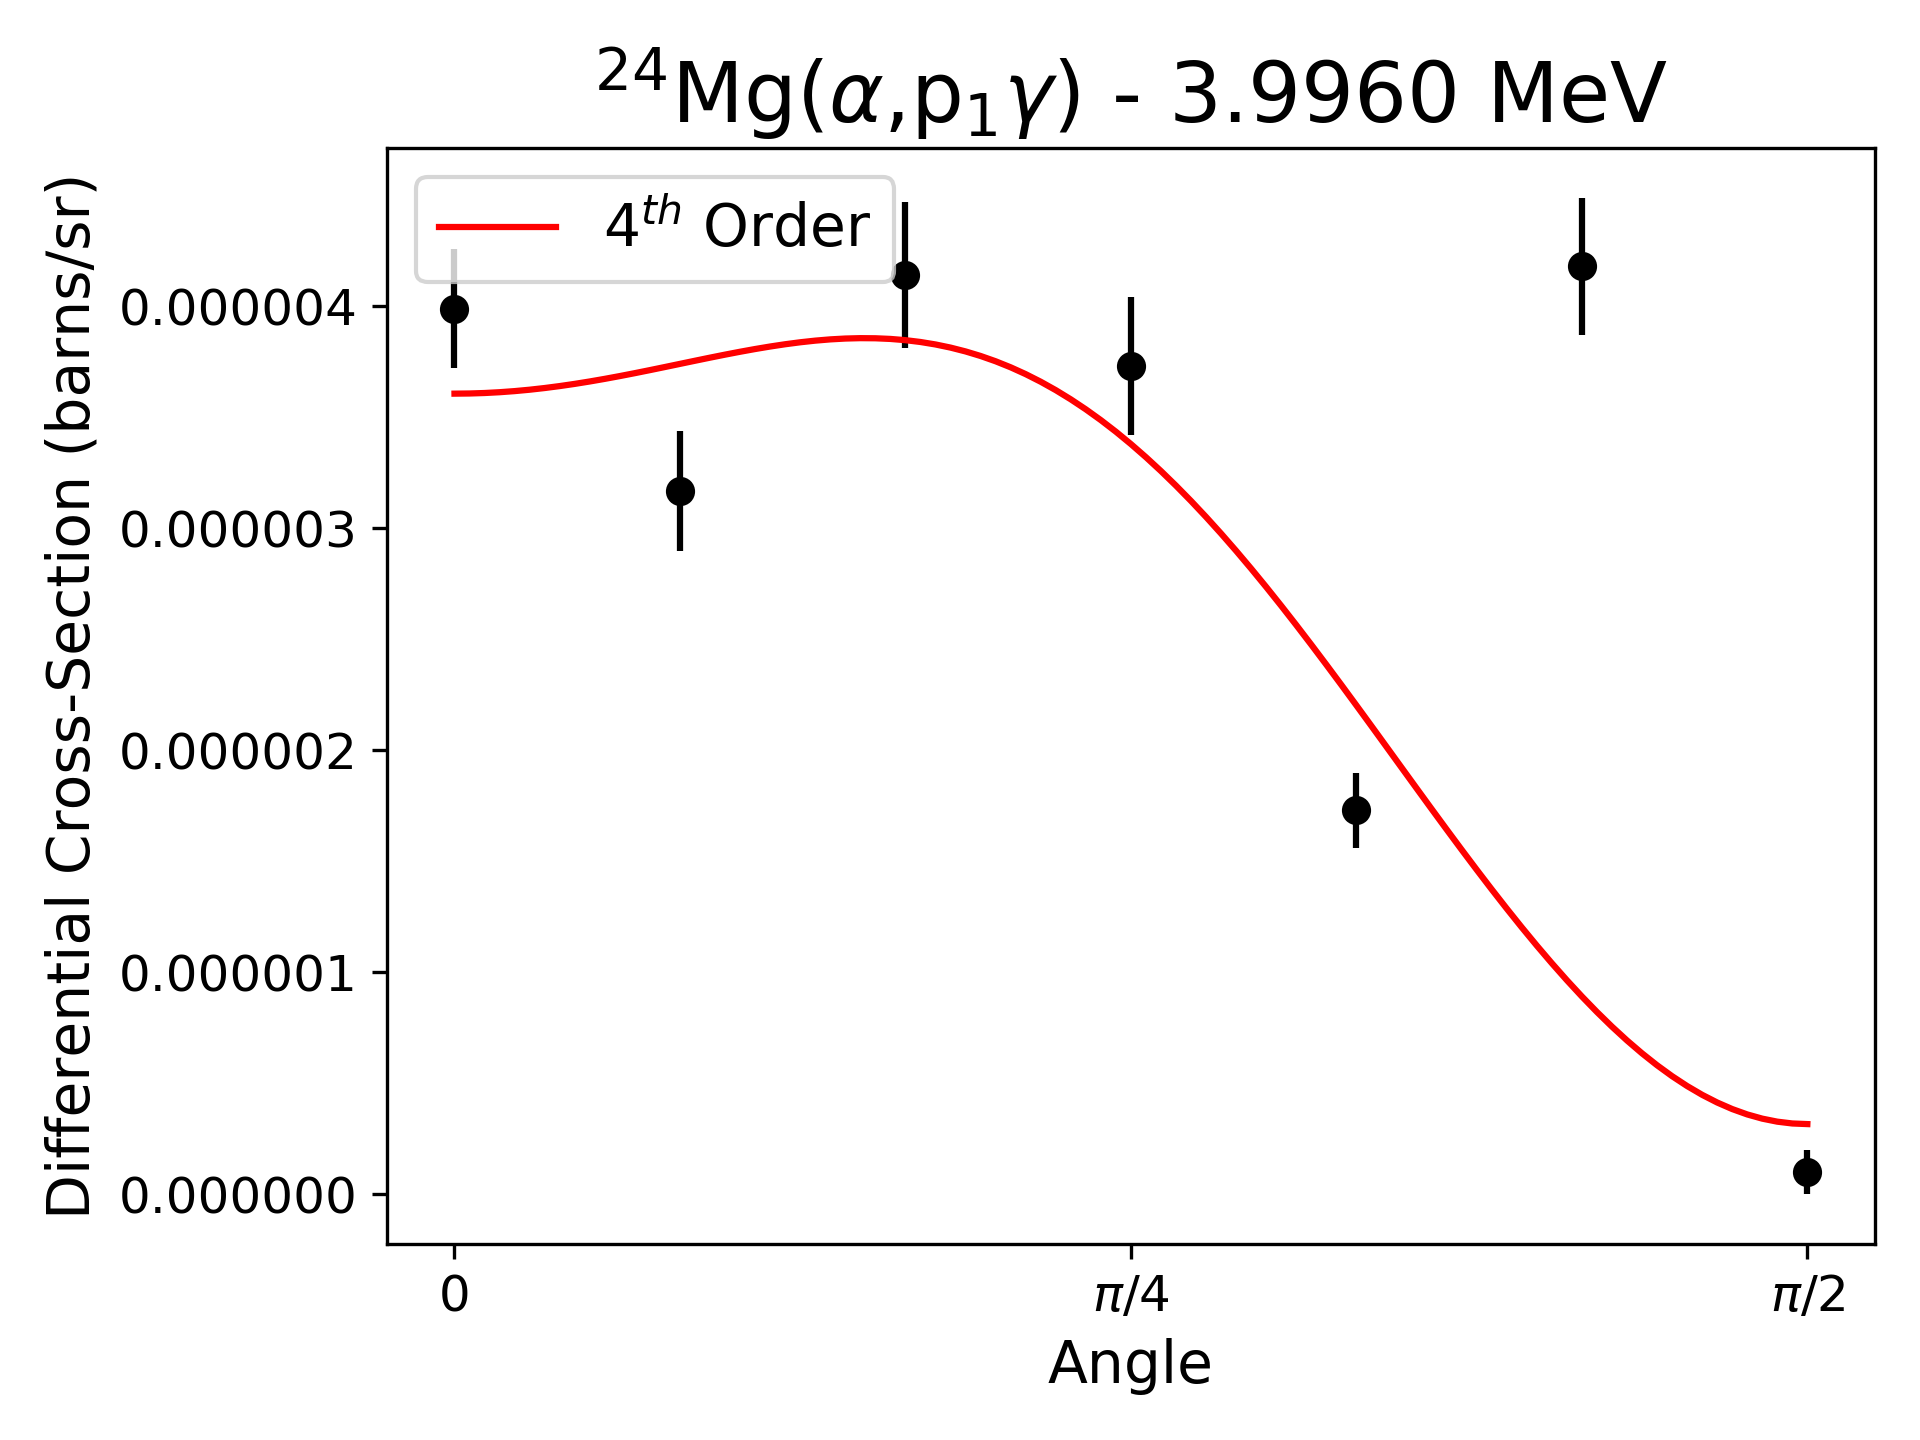 ²⁴Mg(α,p₁γ) - 3.9960 MeV
4ᵗʰ Order
Differential Cross-Section (barns/sr)
0.000004
0.000003
0.000002
0.000001
0.000000
0
π/4
π/2
Angle